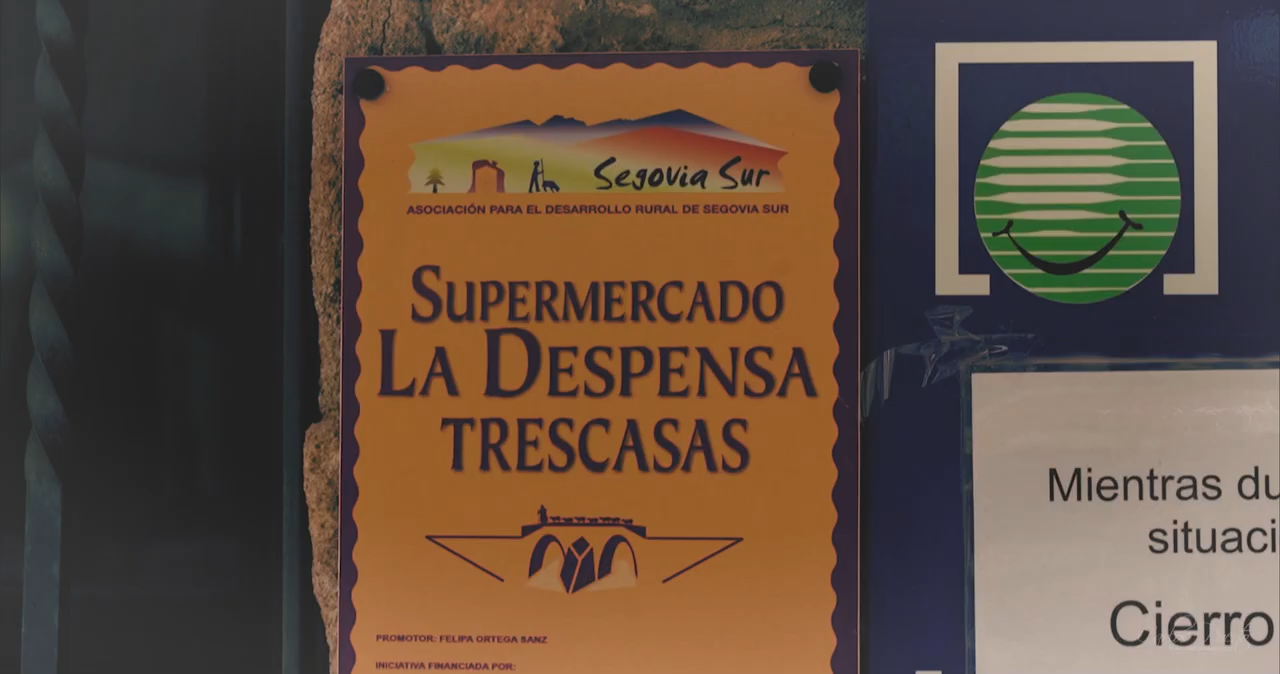 Segovia Sur
ASOCIACIÓN PARA EL DESARROLLO RURAL DE SEGOVIA SUR
SUPERMERCADO
LA DESPENSA
TRESCASAS
PROMOTOR: FELIPA ORTEGA SANZ
INICIATIVA FINANCIADA POR:
Mientras du
situaci
Cierro